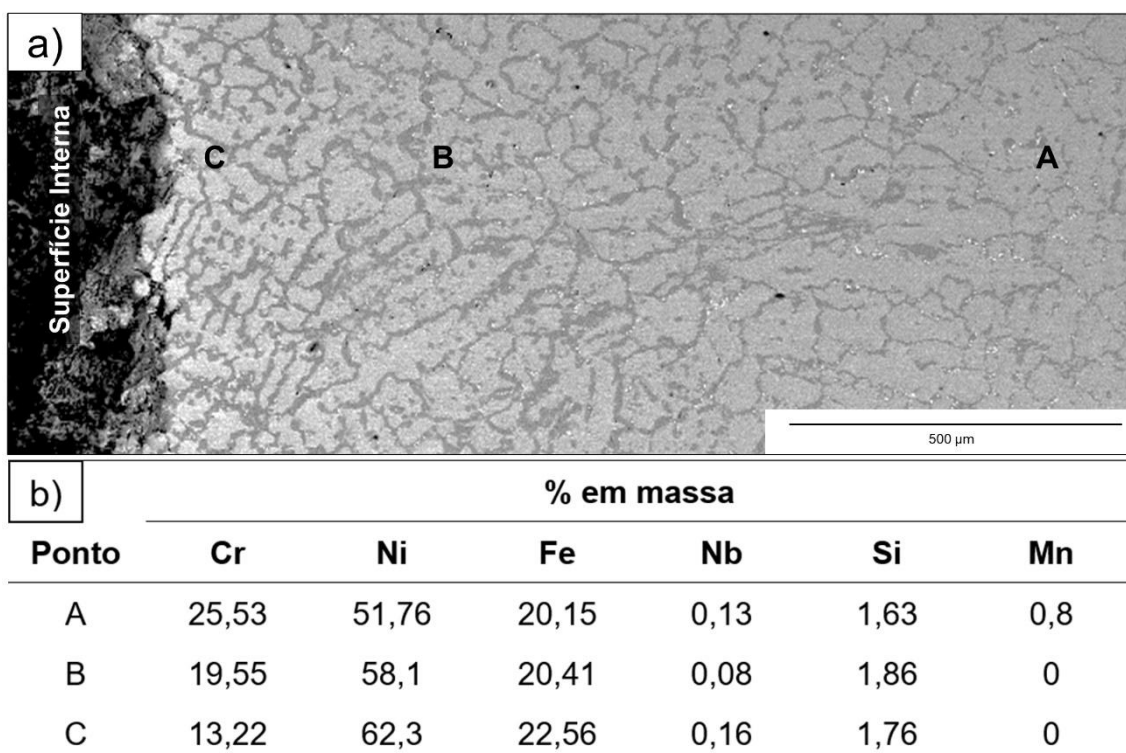 a)
Superfície Interna
C
B
A
500 µm
b)
% em massa
Ponto Cr Ni Fe Nb Si Mn
A 25,53 51,76 20,15 0,13 1,63 0,8
B 19,55 58,1 20,41 0,08 1,86 0
C 13,22 62,3 22,56 0,16 1,76 0